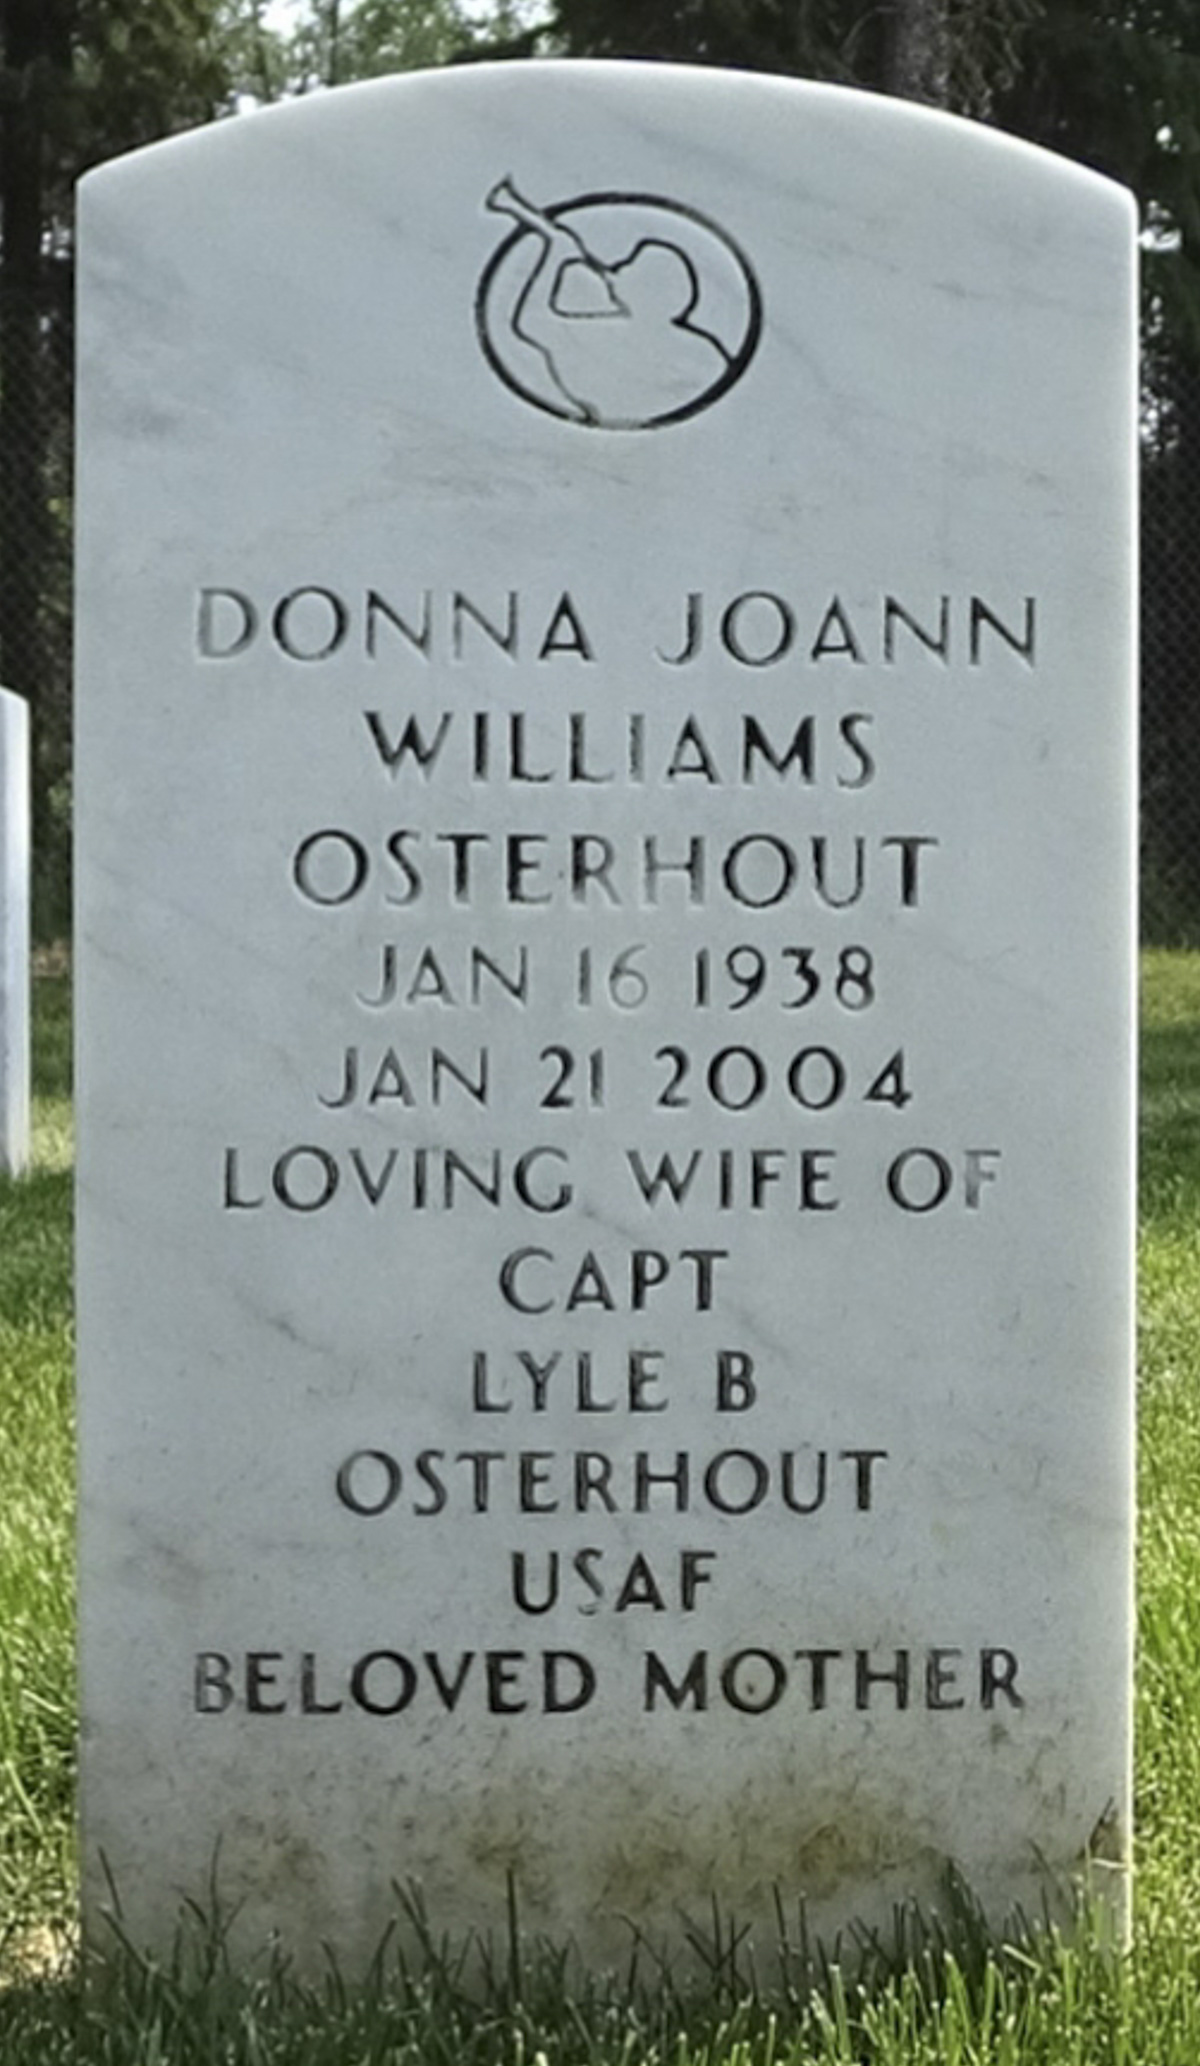 DONNA JOANN
WILLIAMS
OSTERHOUT
JAN 16 1938
JAN 21 2004
LOVING WIFE OF
CAPT
LYLE B
OSTERHOUT
USAF
BELOVED MOTHER